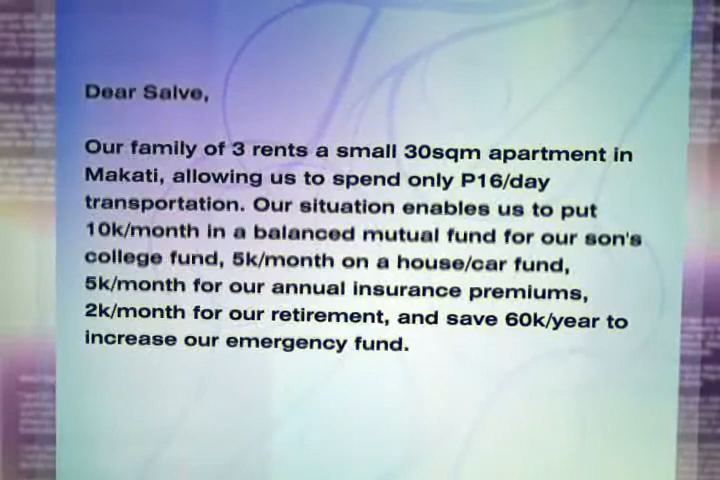 Dear Salve,
Our family of 3 rents a small 30sqm apartment in
Makati, allowing us to spend only P16/day
transportation. Our situation enables us to put
10k/month in a balanced mutual fund for our son's
college fund, 5k/month on a house/car fund,
5k/month for our annual insurance premiums,
2k/month for our retirement, and save 60k/year to
increase our emergency fund.